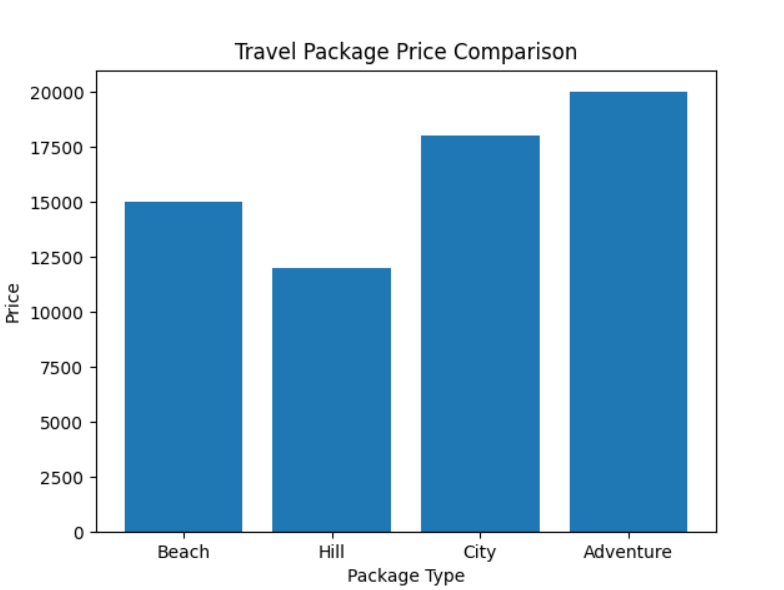 Travel Package Price Comparison
20000
17500
15000
12500
10000
7500
5000
2500
0
Price
Beach Hill City Adventure
Package Type